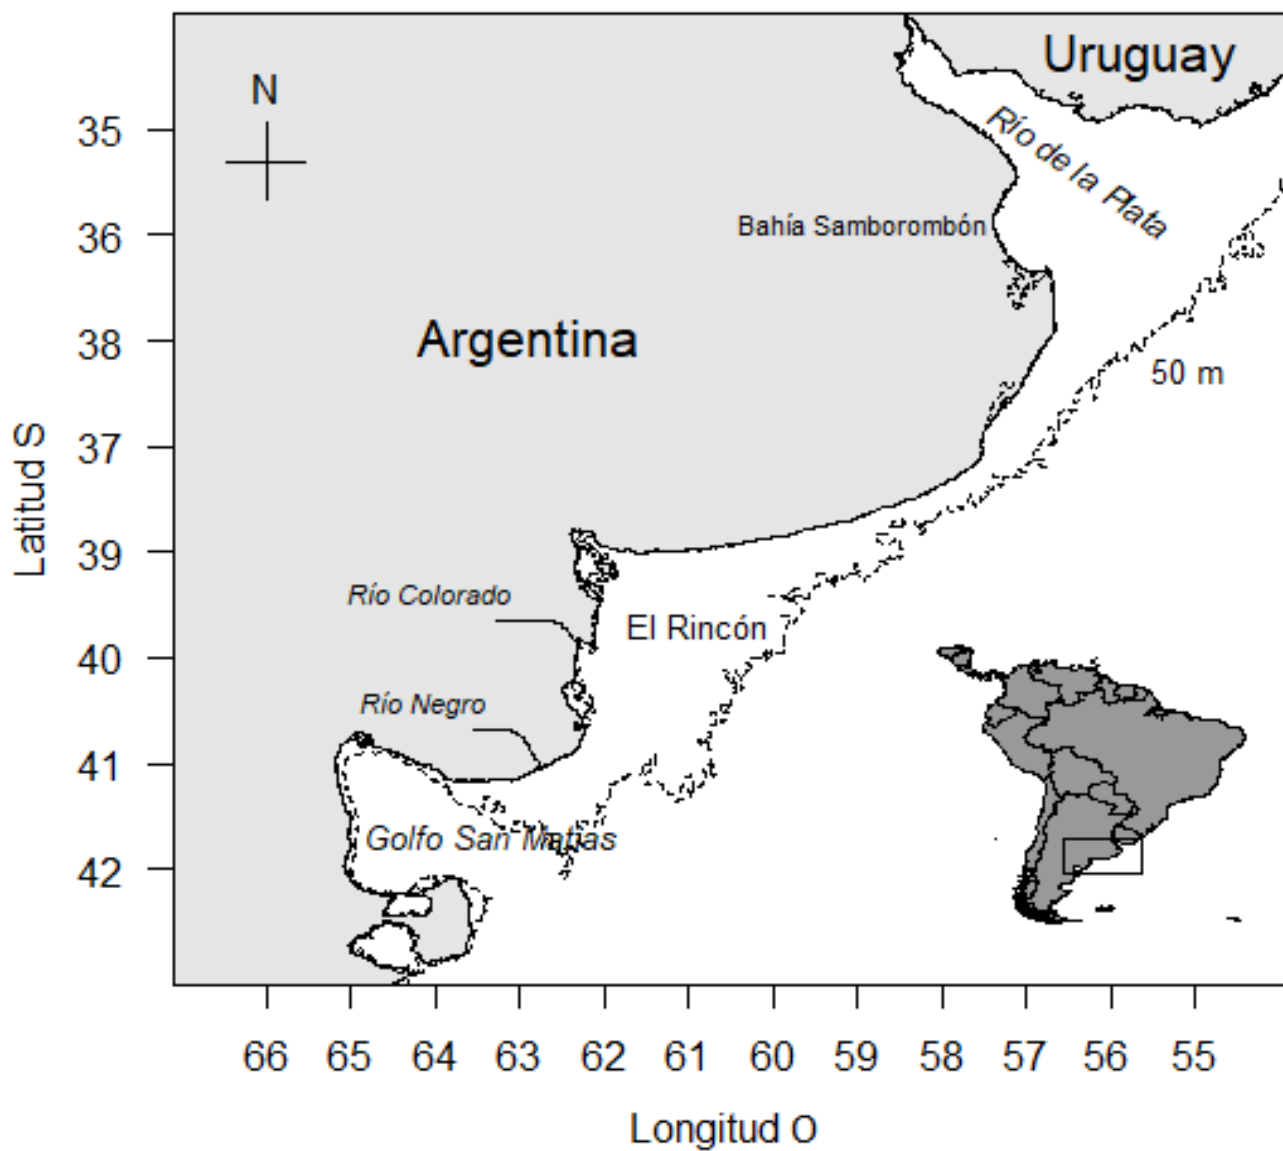 Uruguay
N
Río de la Plata
35
Bahía Samborombón
36
Argentina
38
50 m
37
Latitud S
39
Río Colorado
El Rincón
40
Río Negro
41
Golfo San Matías
42
66 65 64 63 62 61 60 59 58 57 56 55
Longitud O